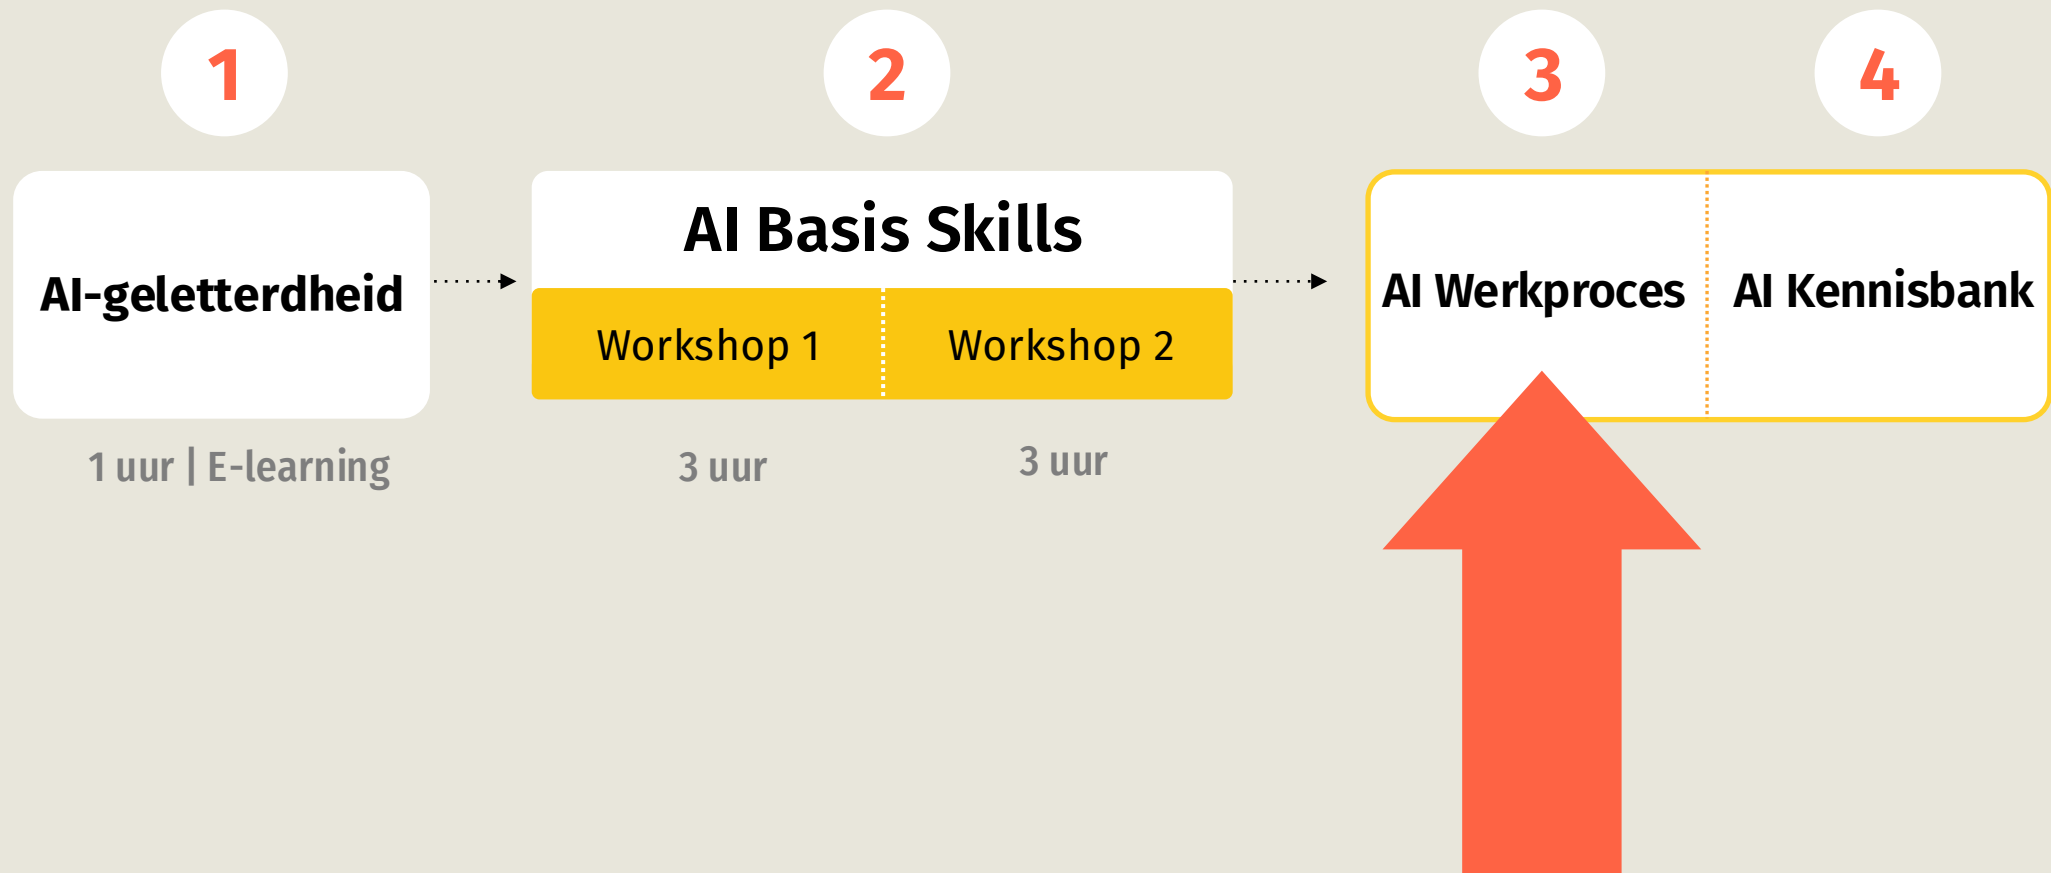 1
2
3
4
AI-geletterdheid
AI Basis Skills
Workshop 1
Workshop 2
AI Werkproces
AI Kennisbank
1 uur | E-learning
3 uur
3 uur